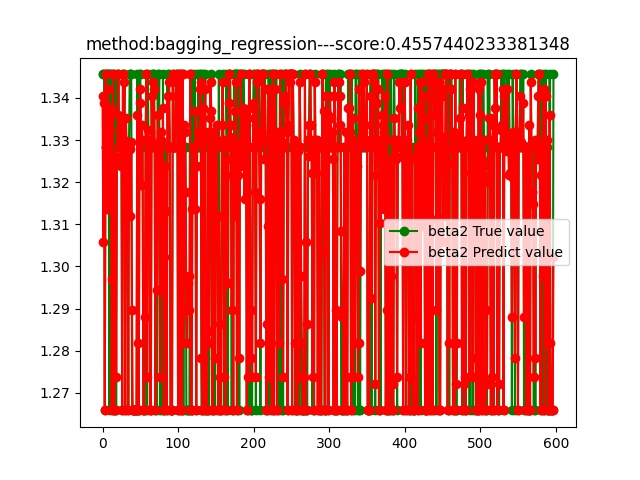 method:bagging_regression---score:0.4557440233381348
1.34
1.33
1.32
1.31
1.30
1.29
1.28
1.27
beta2 True value
beta2 Predict value
0 100 200 300 400 500 600